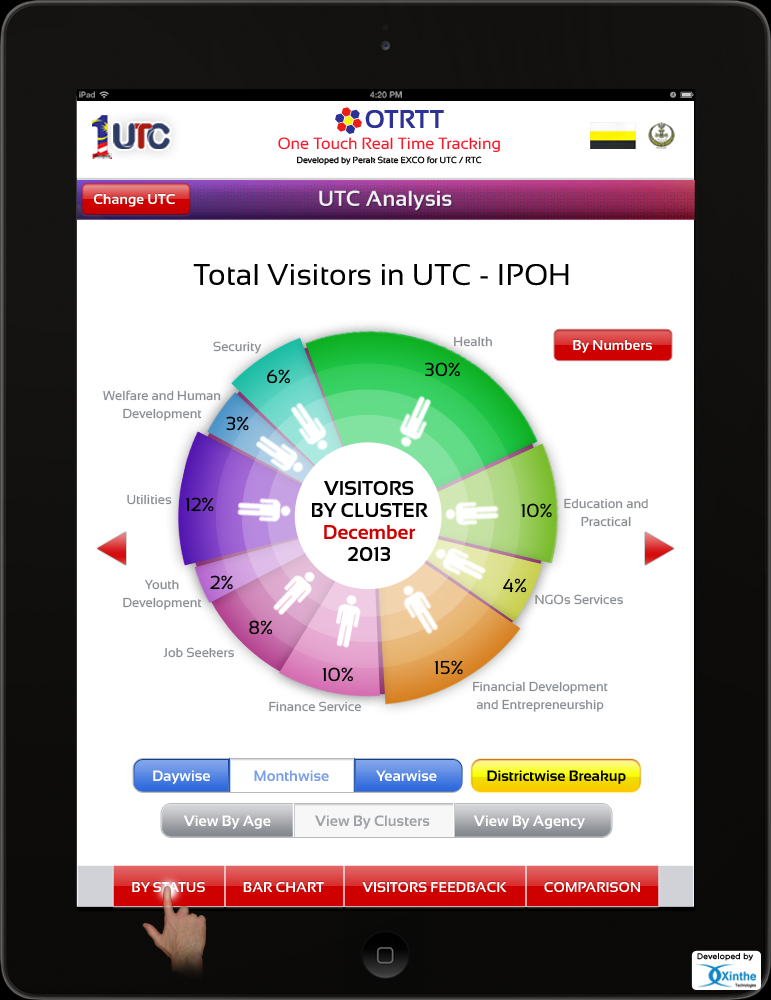 iPad
4:20 PM
1UTC
OTRTT
One Touch Real Time Tracking
Developed by Perak State EXCO for UTC / RTC
Change UTC
UTC Analysis
Total Visitors in UTC - IPOH
By Numbers
Security
6%
Health
30%
Welfare and Human
Development
3%
Utilities
12%
VISITORS
BY CLUSTER
December
2013
10%
Education and
Practical
Youth
Development
2%
4%
NGOs Services
Job Seekers
8%
10%
Finance Service
15%
Financial Development
and Entrepreneurship
Daywise
Monthwise
Yearwise
Districtwise Breakup
View By Age
View By Clusters
View By Agency
BY STATUS
BAR CHART
VISITORS FEEDBACK
COMPARISON
Developed by
Xinthe
Technologies